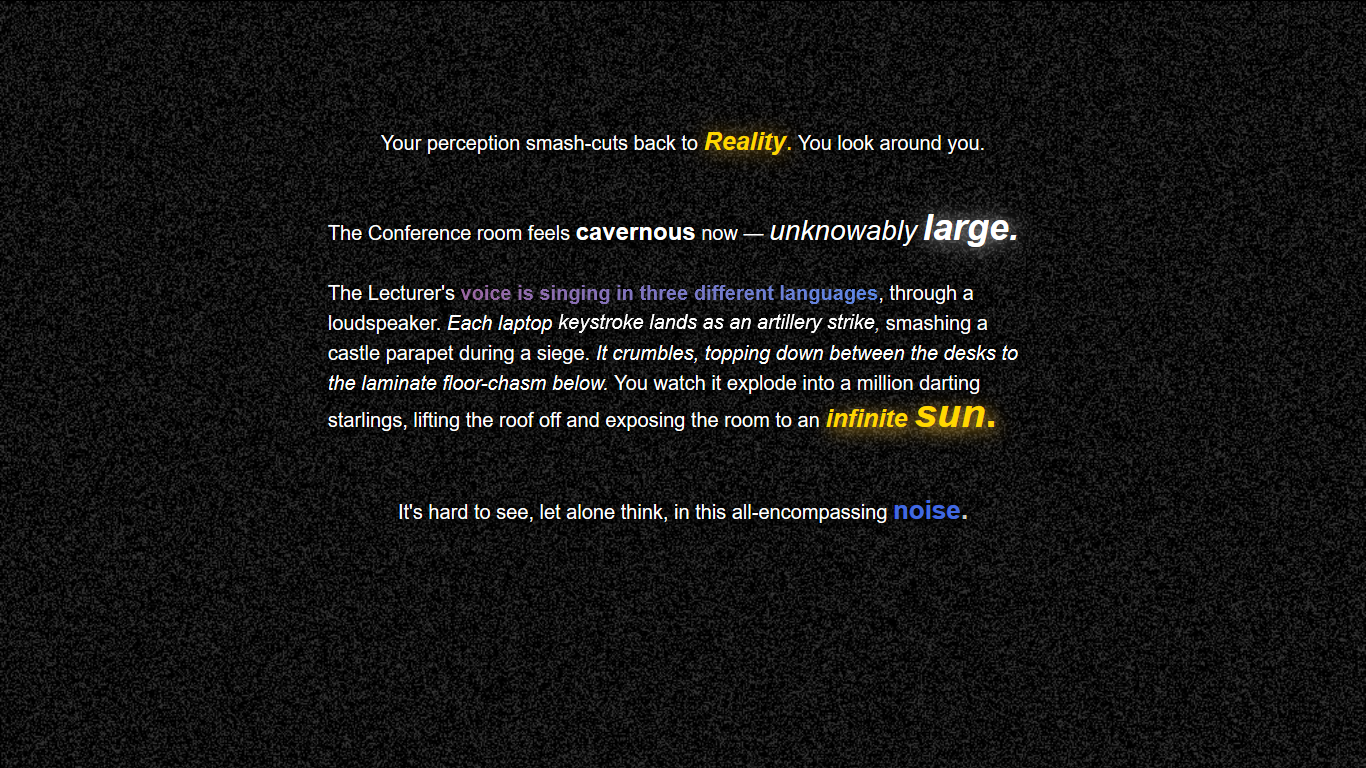 Your perception smash-cuts back to Reality. You look around you.
The Conference room feels cavernous now — unknowably large.
The Lecturer's voice is singing in three different languages, through a
loudspeaker. Each laptop keystroke lands as an artillery strike, smashing a
castle parapet during a siege. It crumbles, topping down between the desks to
the laminate floor-chasm below. You watch it explode into a million darting
starlings, lifting the roof off and exposing the room to an infinite sun.
It's hard to see, let alone think, in this all-encompassing noise.